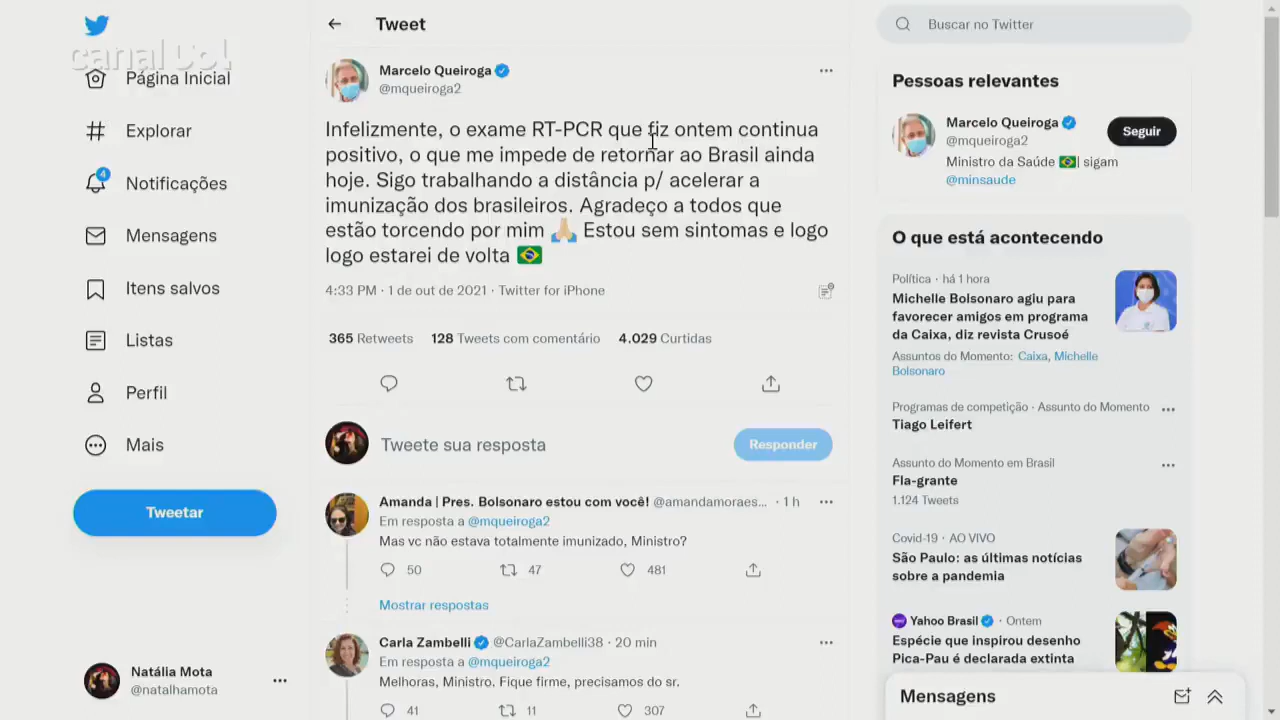 canal uol
Página Inicial
Explorar
4
Notificações
Mensagens
Itens salvos
Listas
Perfil
Mais
Tweetar
Natália Mota
@natalhamota
Tweet
Marcelo Queiroga
@mqueiroga2
Infelizmente, o exame RT-PCR que fiz ontem continua
positivo, o que me impede de retornar ao Brasil ainda
hoje. Sigo trabalhando a distância p/ acelerar a
imunização dos brasileiros. Agradeço a todos que
estão torcendo por mim 🙏🏼 Estou sem sintomas e logo
logo estarei de volta 🇧🇷
4:33 PM · 1 de out de 2021 · Twitter for iPhone
365 Retweets 128 Tweets com comentário 4.029 Curtidas
Tweete sua resposta
Responder
Amanda | Pres. Bolsonaro estou com você! @amandamoraes... · 1 h
Em resposta a @mqueiroga2
Mas vc não estava totalmente imunizado, Ministro?
50 47 481
Mostrar respostas
Carla Zambelli @CarlaZambelli38 · 20 min
Em resposta a @mqueiroga2
Melhoras, Ministro. Fique firme, precisamos do sr.
41 11 307
Buscar no Twitter
Pessoas relevantes
Marcelo Queiroga
@mqueiroga2
Seguir
Ministro da Saúde 🇧🇷| sigam
@minsaude
O que está acontecendo
Política · há 1 hora
Michelle Bolsonaro agiu para
favorecer amigos em programa
da Caixa, diz revista Crusoé
Assuntos do Momento: Caixa, Michelle
Bolsonaro
Programas de competição · Assunto do Momento
Tiago Leifert
Assunto do Momento em Brasil
Fla-grante
1.124 Tweets
Covid-19 · AO VIVO
São Paulo: as últimas notícias
sobre a pandemia
Yahoo Brasil · Ontem
Espécie que inspirou desenho
Pica-Pau é declarada extinta
Mensagens